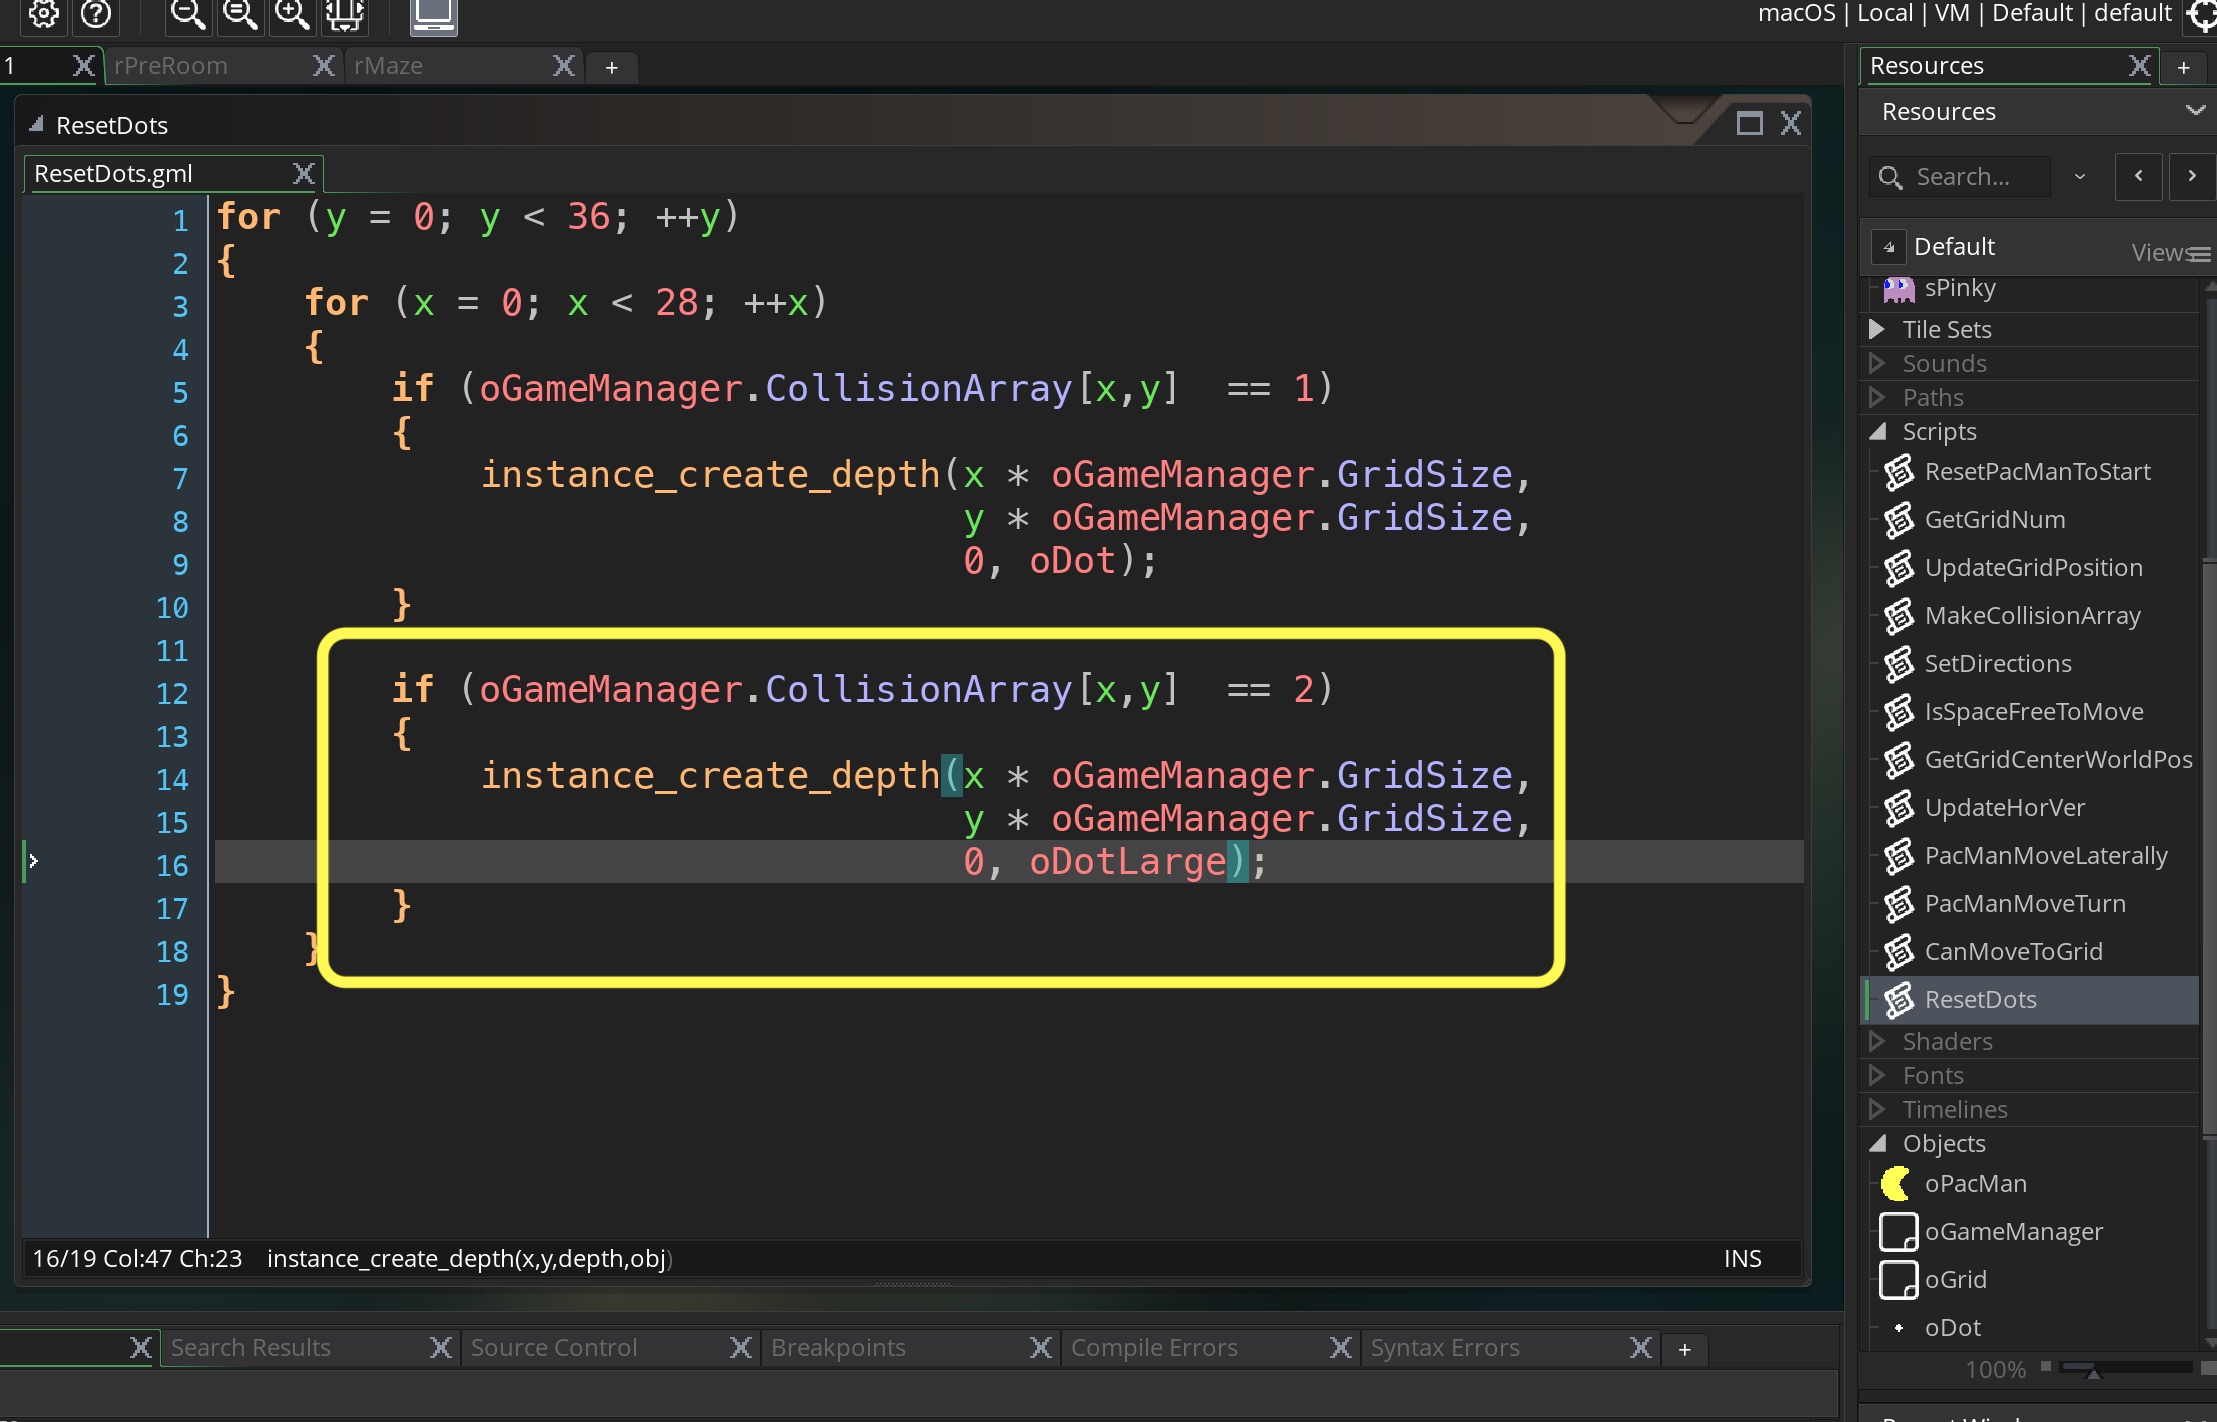 macOS | Local | VM | Default | default
1
rPreRoom
rMaze
+
Resources
+
ResetDots
Resources
ResetDots.gml
Search...
1 for (y = 0; y < 36; ++y)
2 {
3 for (x = 0; x < 28; ++x)
4 {
5 if (oGameManager.CollisionArray[x,y]  == 1)
6 {
7 instance_create_depth(x * oGameManager.GridSize,
8 y * oGameManager.GridSize,
9 0, oDot);
10 }
11
12 if (oGameManager.CollisionArray[x,y]  == 2)
13 {
14 instance_create_depth(x * oGameManager.GridSize,
15 y * oGameManager.GridSize,
16 0, oDotLarge);
17 }
18 }
19 }
16/19 Col:47 Ch:23 instance_create_depth(x,y,depth,obj)
INS
Default
Views
sPinky
Tile Sets
Sounds
Paths
Scripts
ResetPacManToStart
GetGridNum
UpdateGridPosition
MakeCollisionArray
SetDirections
IsSpaceFreeToMove
GetGridCenterWorldPos
UpdateHorVer
PacManMoveLaterally
PacManMoveTurn
CanMoveToGrid
ResetDots
Shaders
Fonts
Timelines
Objects
oPacMan
oGameManager
oGrid
oDot
100%
Search Results
Source Control
Breakpoints
Compile Errors
Syntax Errors
+